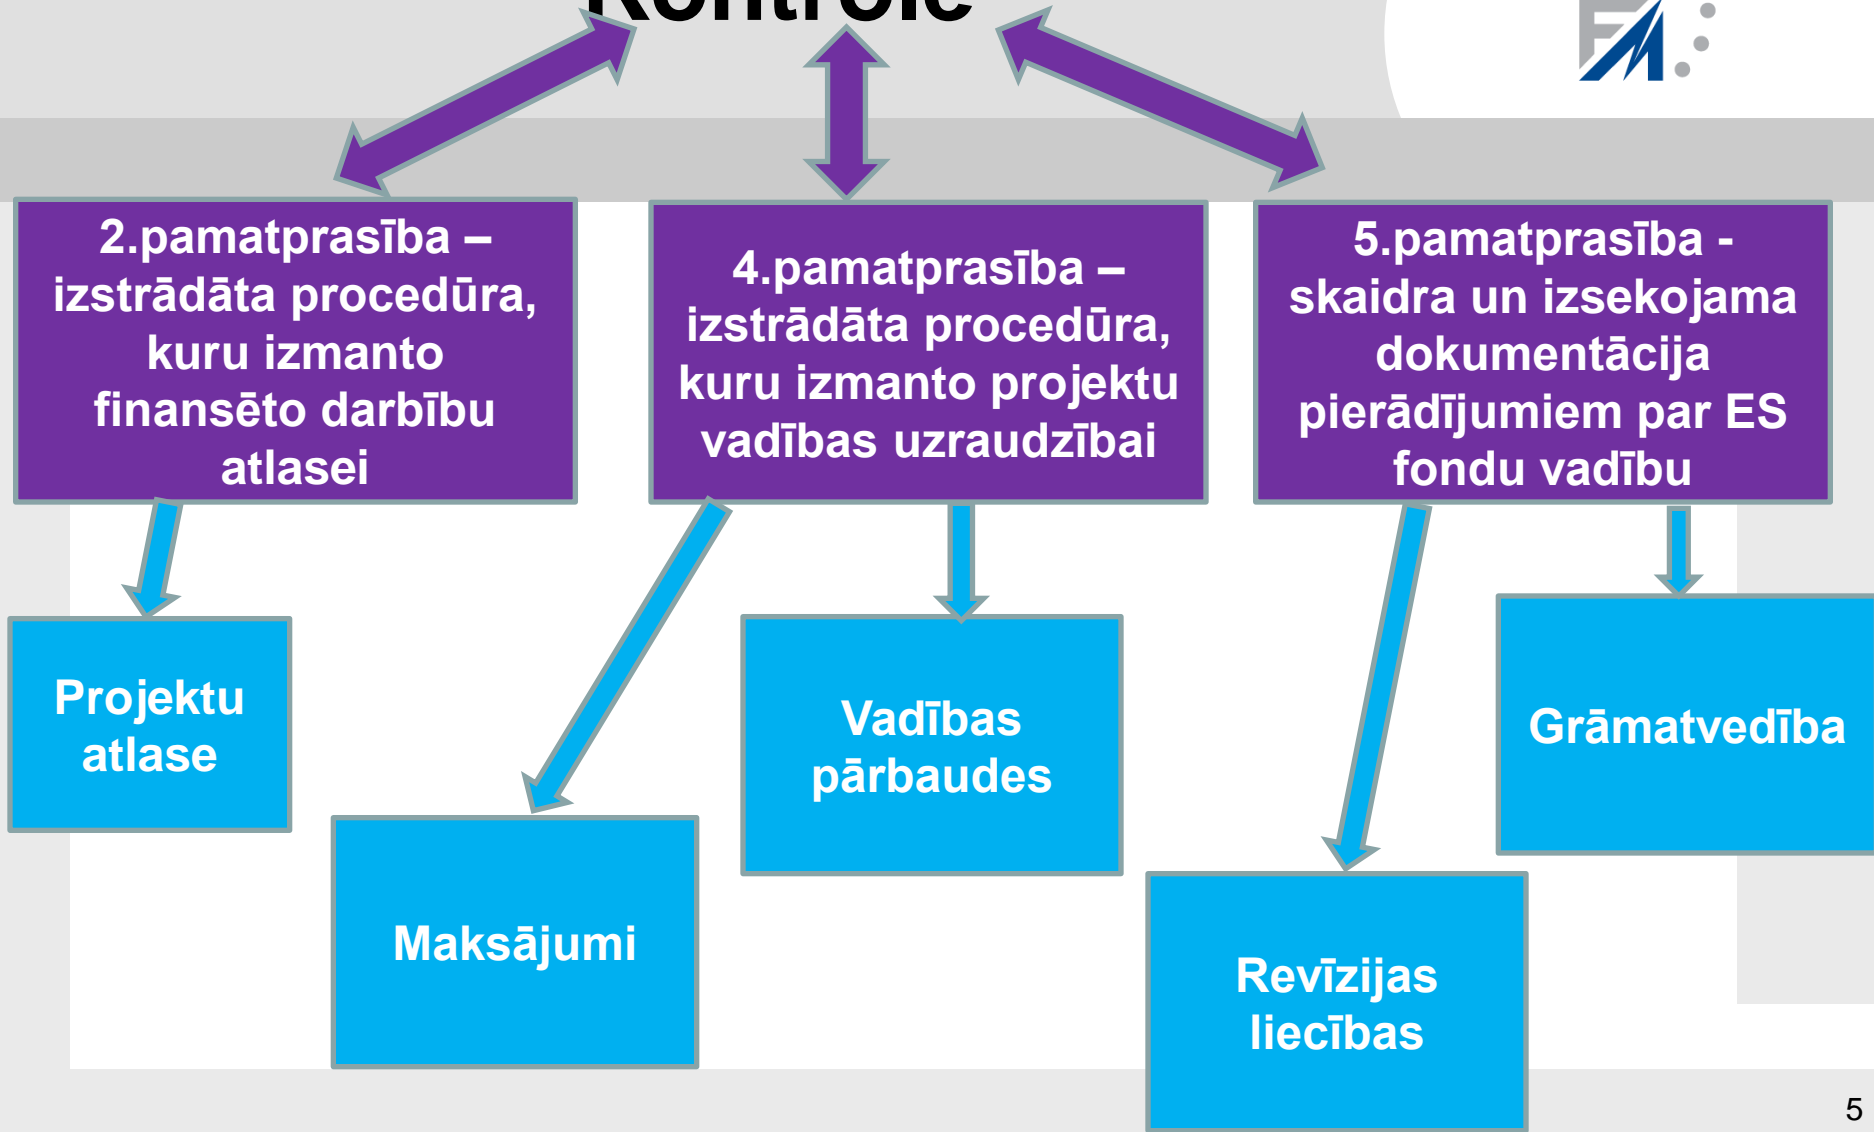 Kontrole
2.pamatprasība –
izstrādāta procedūra,
kuru izmanto
finansēto darbību
atlasei
4.pamatprasība –
izstrādāta procedūra,
kuru izmanto projektu
vadības uzraudzībai
5.pamatprasība -
skaidra un izsekojama
dokumentācija
pierādījumiem par ES
fondu vadību
Projektu
atlase
Maksājumi
Vadības
pārbaudes
Revīzijas
liecības
Grāmatvedība
5